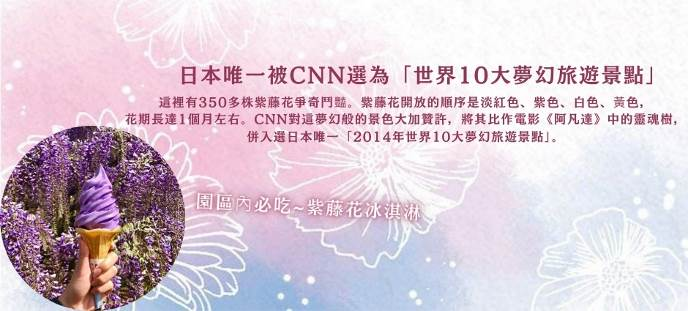 日本唯一被CNN選為「世界10大夢幻旅遊景點」
這裡有350多株紫藤花爭奇鬥豔。紫藤花開放的順序是淡紅色、紫色、白色、黃色，
花期長達1個月左右。CNN對這夢幻般的景色大加贊許，將其比作電影《阿凡達》中的靈魂樹，
併入選日本唯一「2014年世界10大夢幻旅遊景點」。
園區內必吃~紫藤花冰淇淋